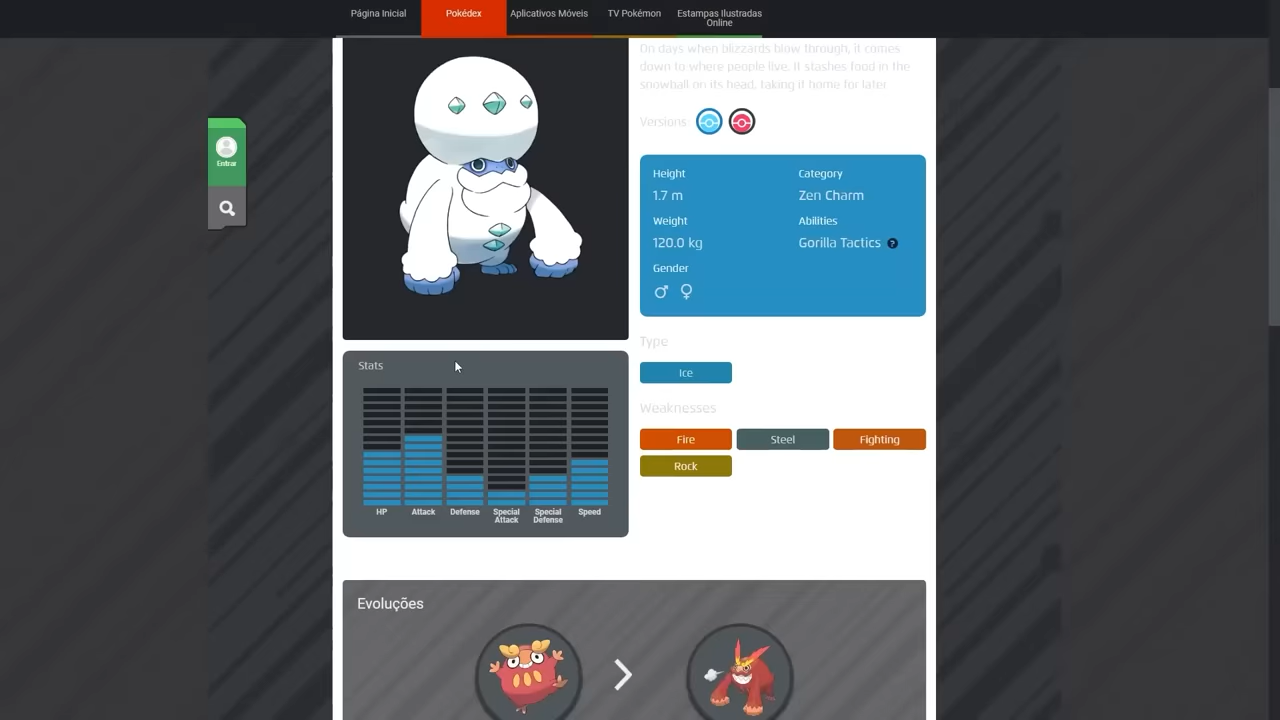 Página Inicial
Pokédex
Aplicativos Móveis
TV Pokémon
Estampas Ilustradas
Online
On days when blizzards blow through, it comes
down to where people live. It stashes food in the
snowball on its head, taking it home for later.
Versions:
Entrar
Height
1.7 m
Category
Zen Charm
Weight
120.0 kg
Abilities
Gorilla Tactics ?
Gender
Type
Ice
Weaknesses
Fire
Steel
Fighting
Rock
Stats
HP
Attack
Defense
Special
Attack
Special
Defense
Speed
Evoluções